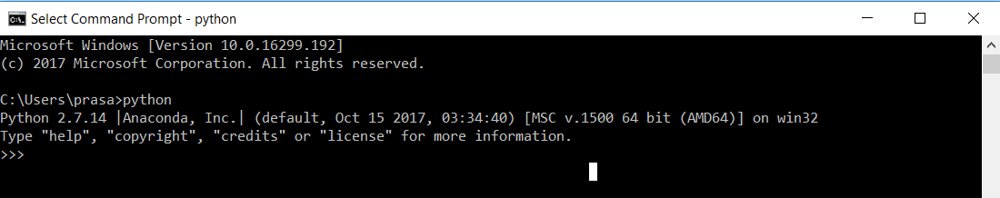 Select Command Prompt - python
Microsoft Windows [Version 10.0.16299.192]
(c) 2017 Microsoft Corporation. All rights reserved.
C:\Users\prasa>python
Python 2.7.14 |Anaconda, Inc.| (default, Oct 15 2017, 03:34:40) [MSC v.1500 64 bit (AMD64)] on win32
Type "help", "copyright", "credits" or "license" for more information.
>>>